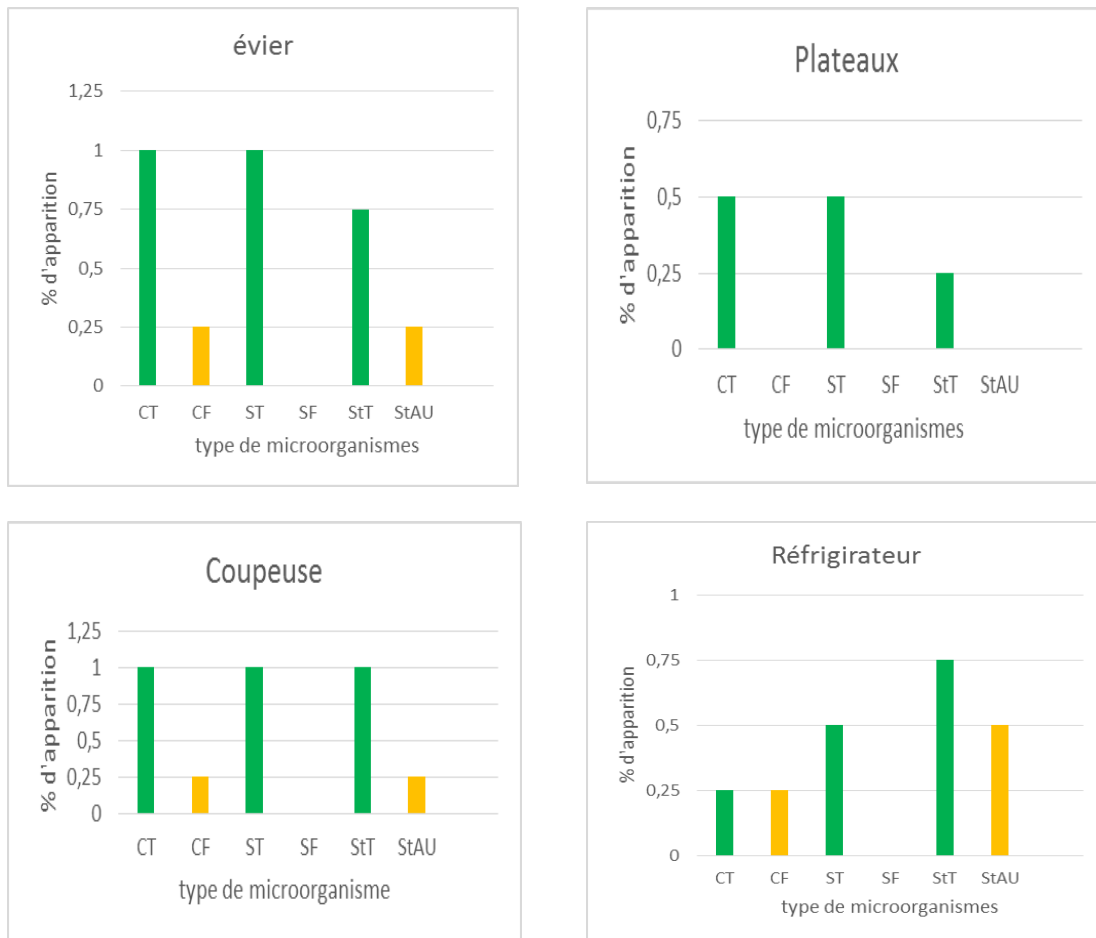 évier
1,25
1
0,75
0,5
0,25
0
% d'apparition
CT CF ST SF StT StAU
type de microorganismes
Plateaux
0,75
0,5
0,25
0
% d'apparition
CT CF ST SF StT StAU
type de microorganismes
Coupeuse
1,25
1
0,75
0,5
0,25
0
% d'apparition
CT CF ST SF StT StAU
type de microorganisme
Réfrigirateur
1
0,75
0,5
0,25
0
% d'apparition
CT CF ST SF StT StAU
type de microorganismes